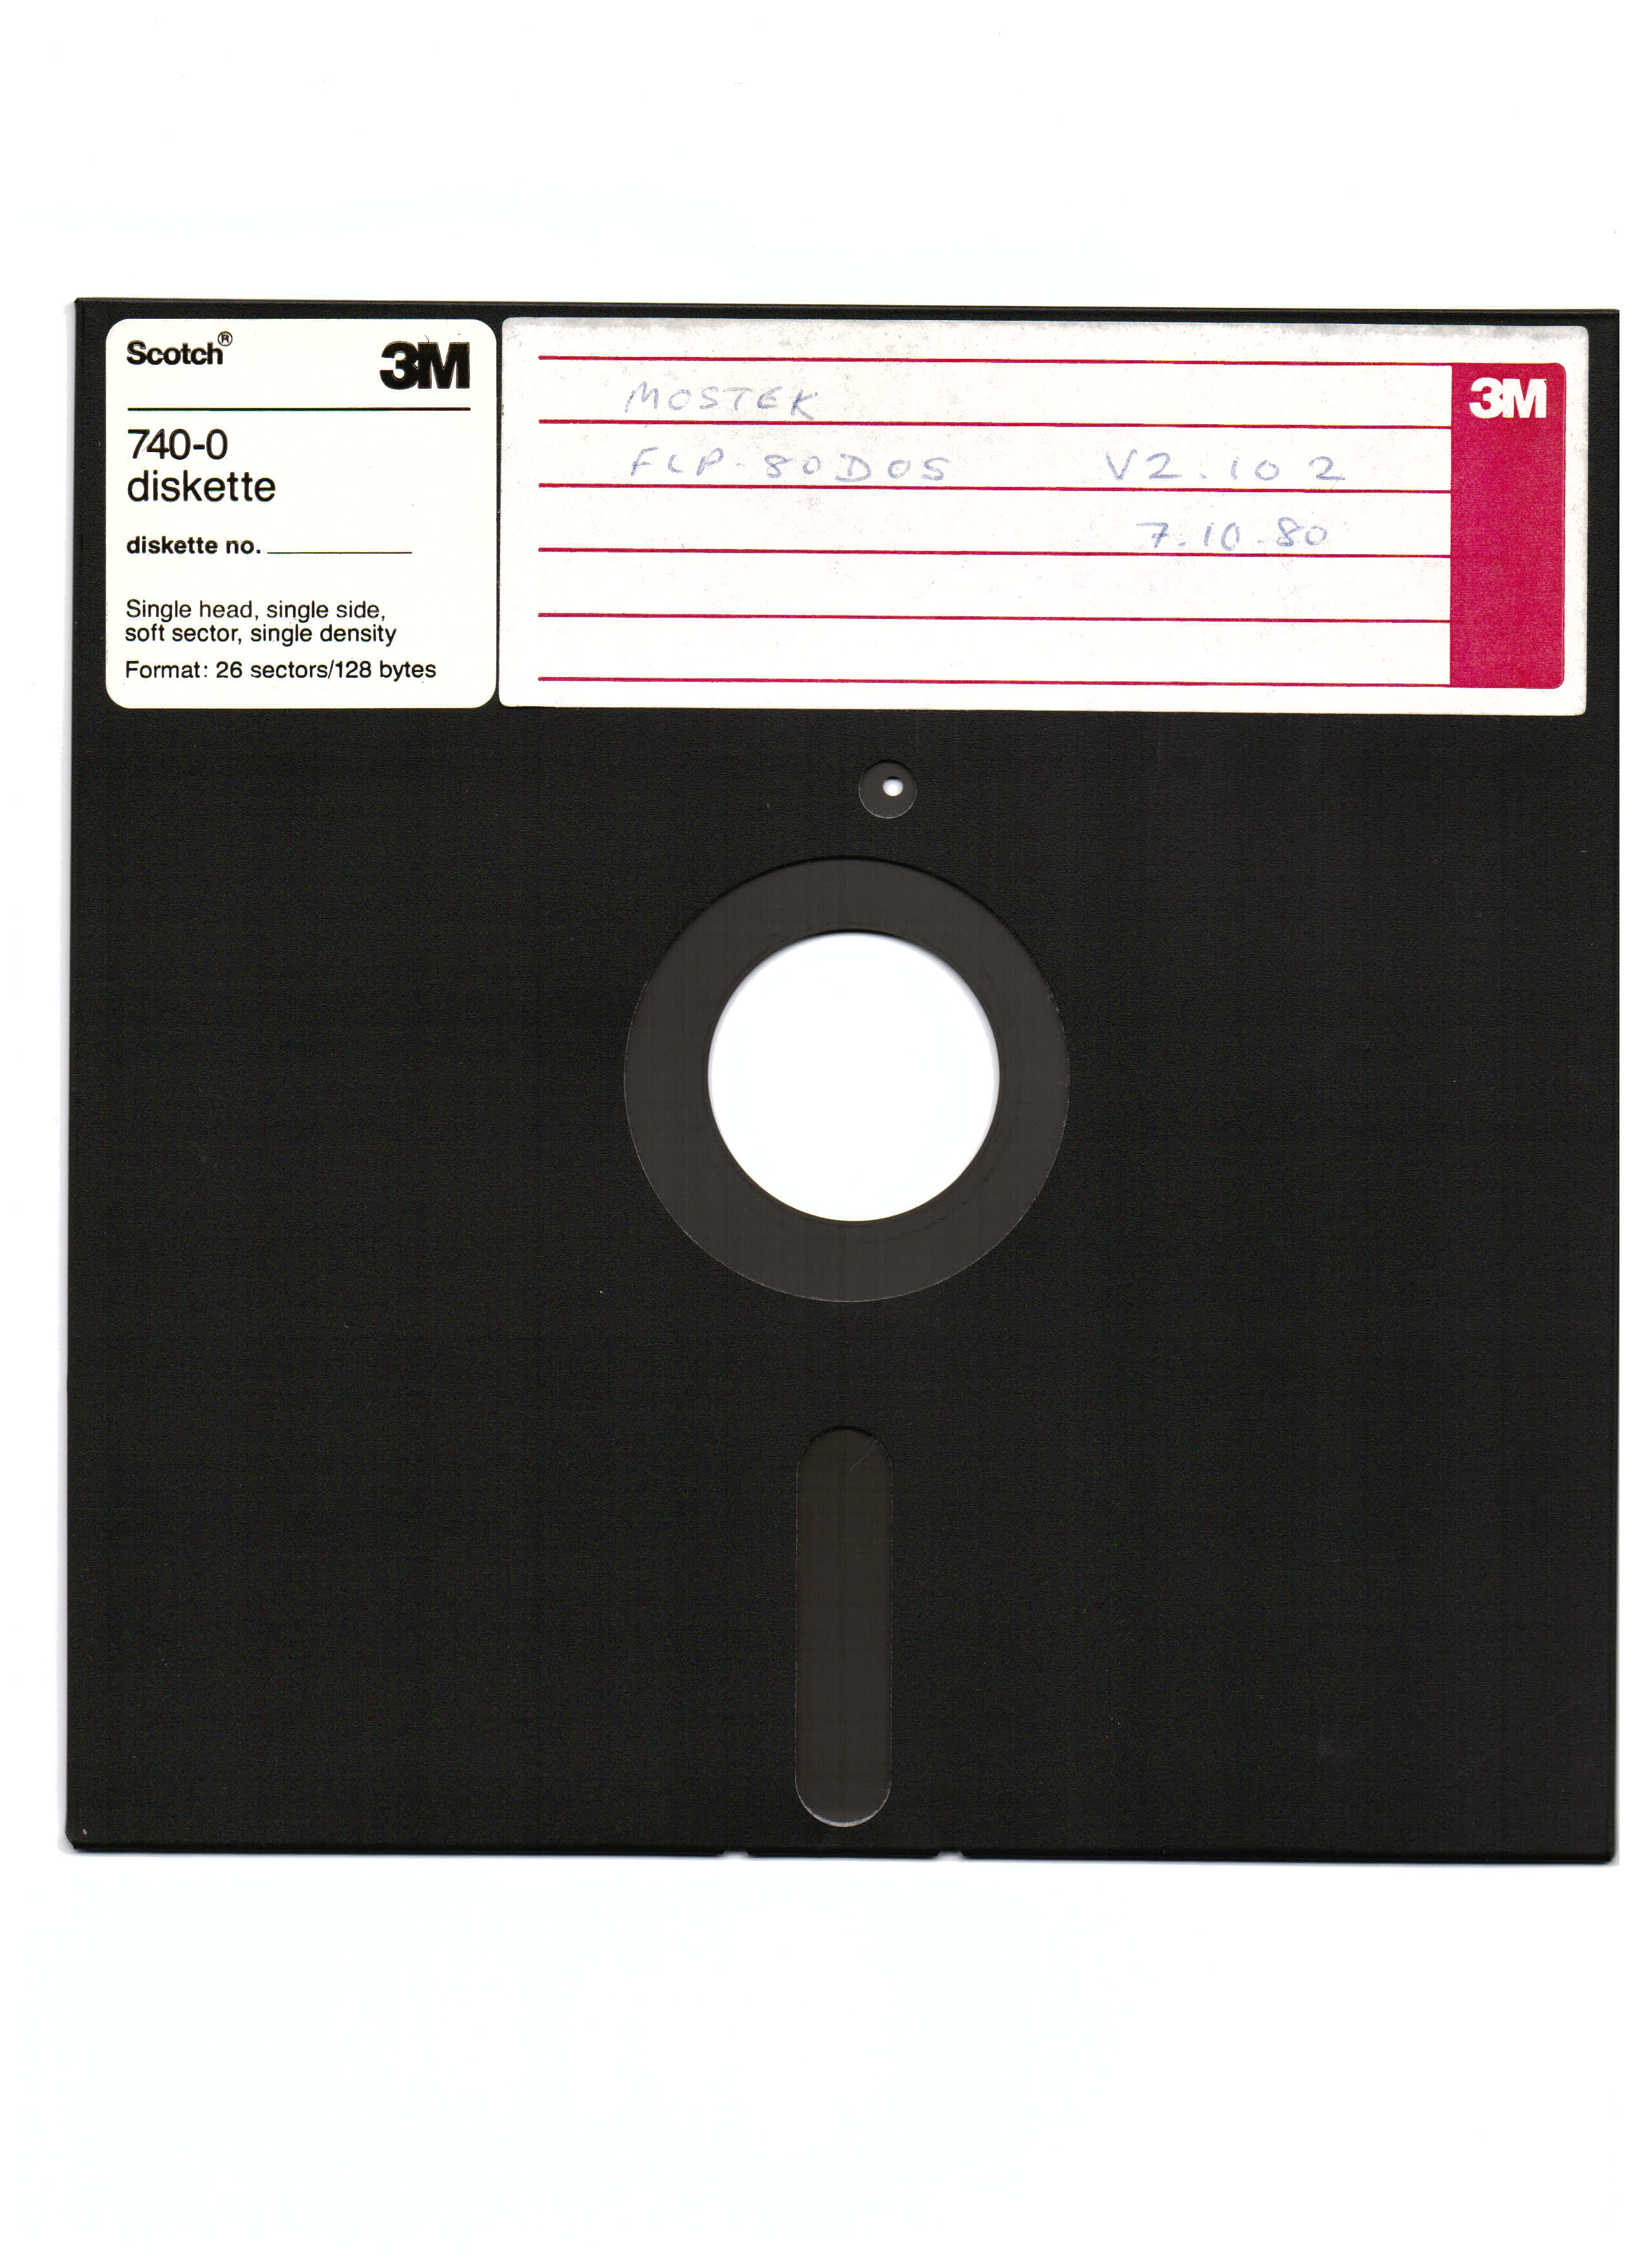 Scotch®
3M
740-0
diskette
diskette no.
Single head, single side,
soft sector, single density
Format: 26 sectors/128 bytes
MOSTEK
FLP-80DOS V2.102
7.10.80
3M